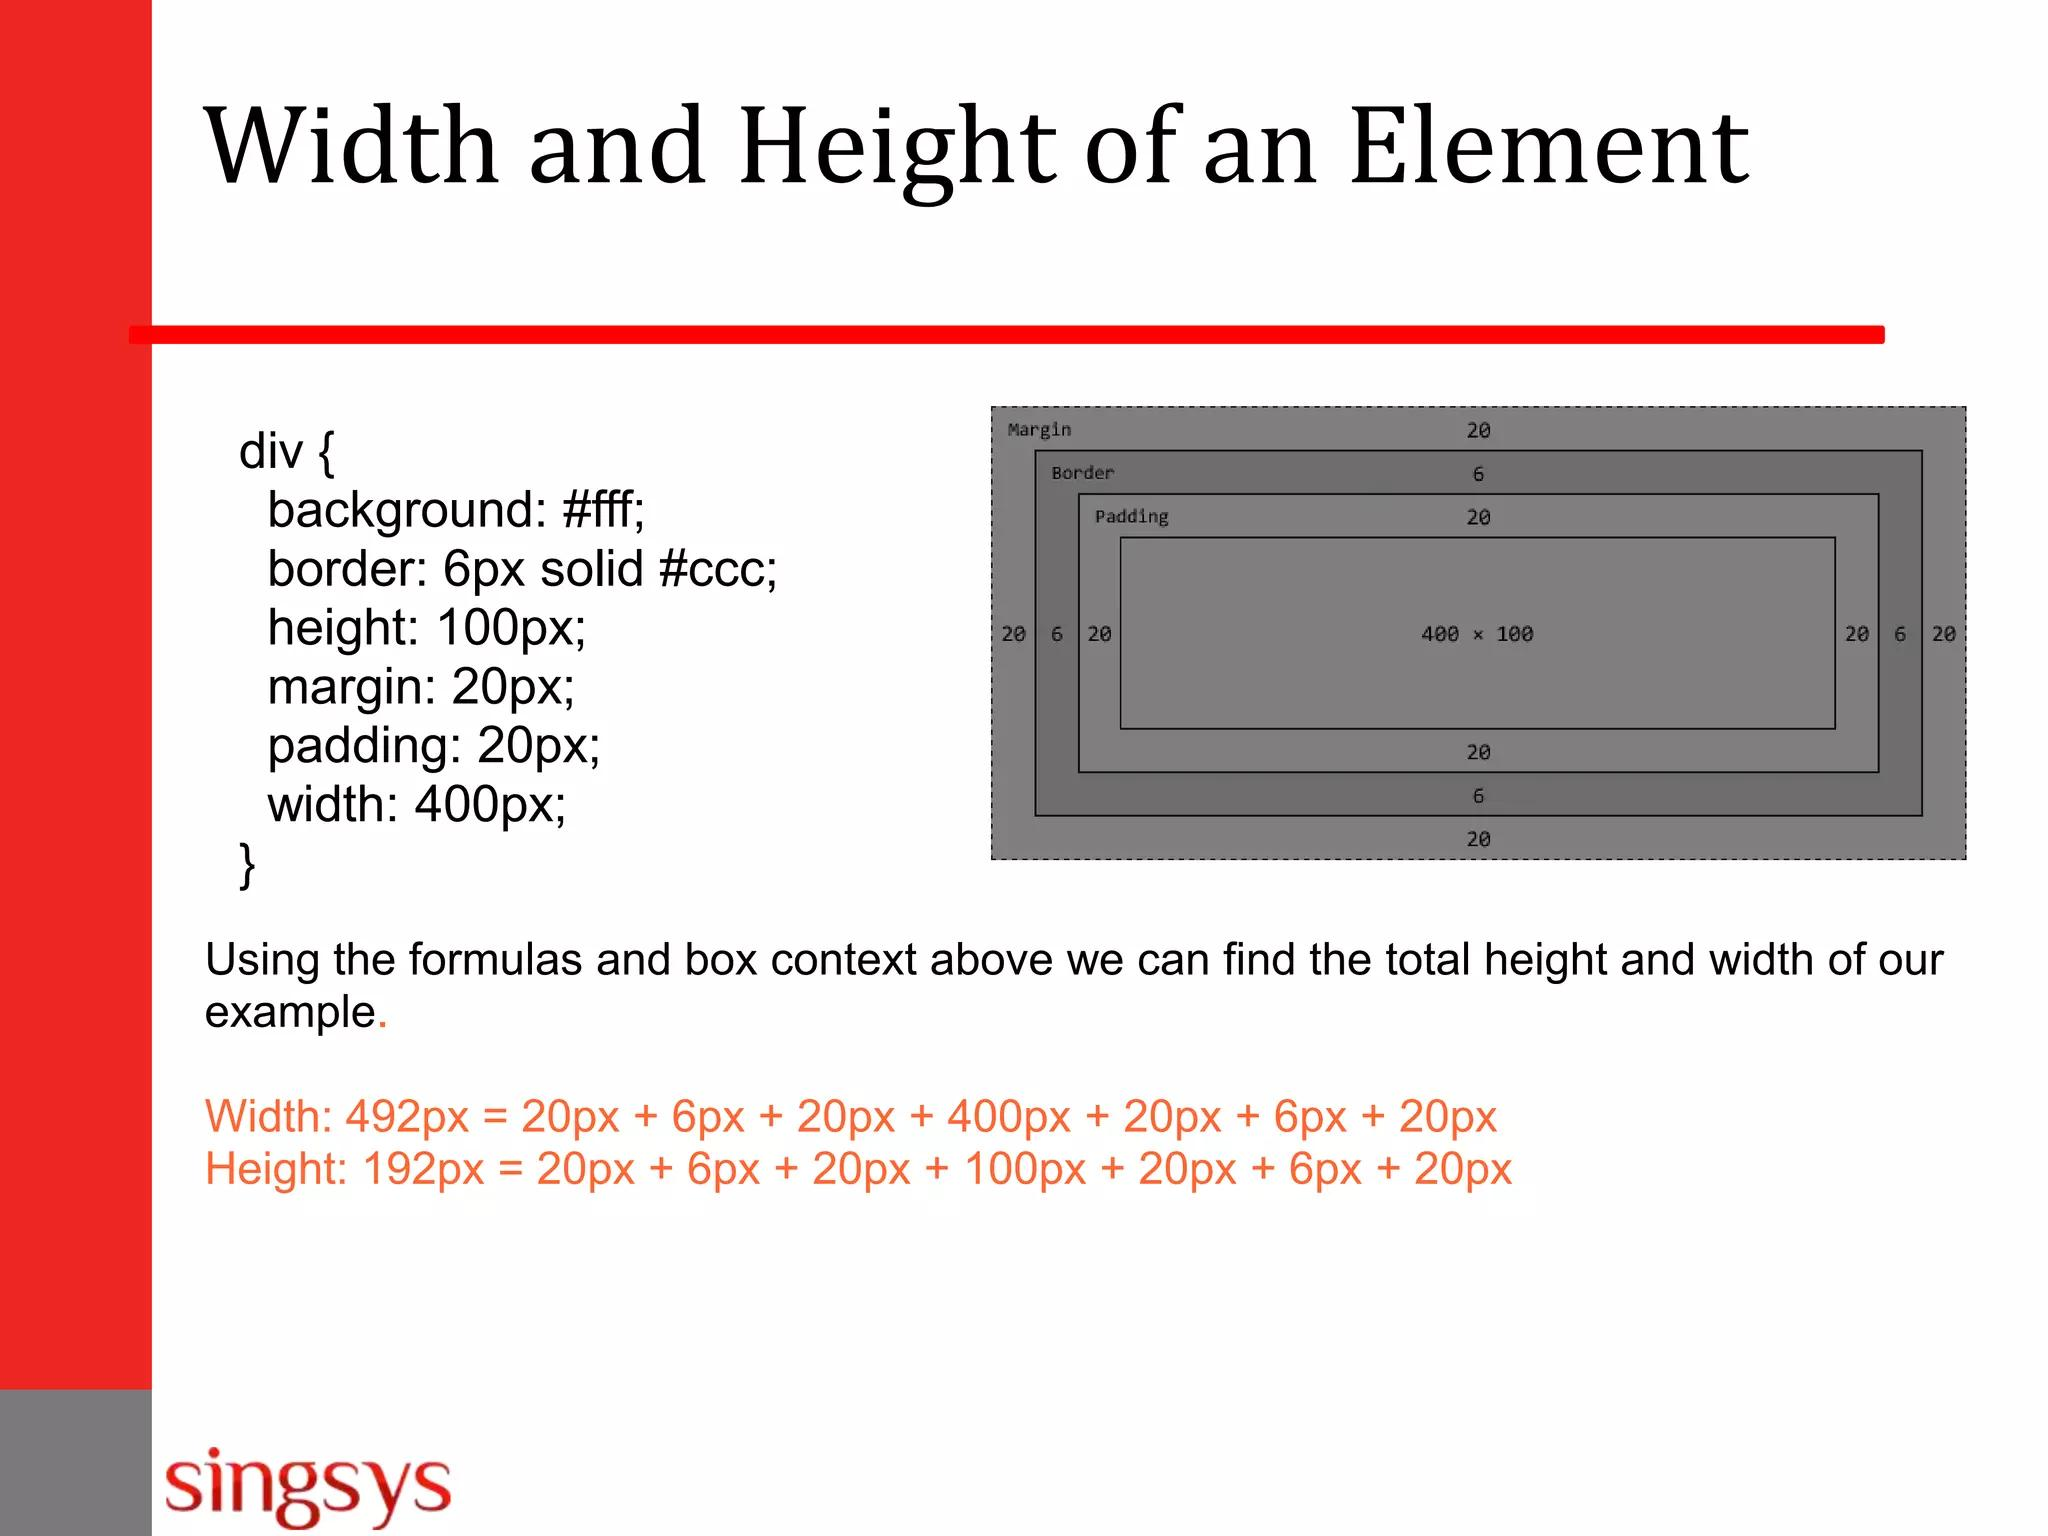 Width and Height of an Element
div {
background: #fff;
border: 6px solid #ccc;
height: 100px;
margin: 20px;
padding: 20px;
width: 400px;
}
Margin 20
Border 6
Padding 20
20 6 20 400 × 100 20 6 20
20
6
20
Using the formulas and box context above we can find the total height and width of our
example.
Width: 492px = 20px + 6px + 20px + 400px + 20px + 6px + 20px
Height: 192px = 20px + 6px + 20px + 100px + 20px + 6px + 20px
singsys